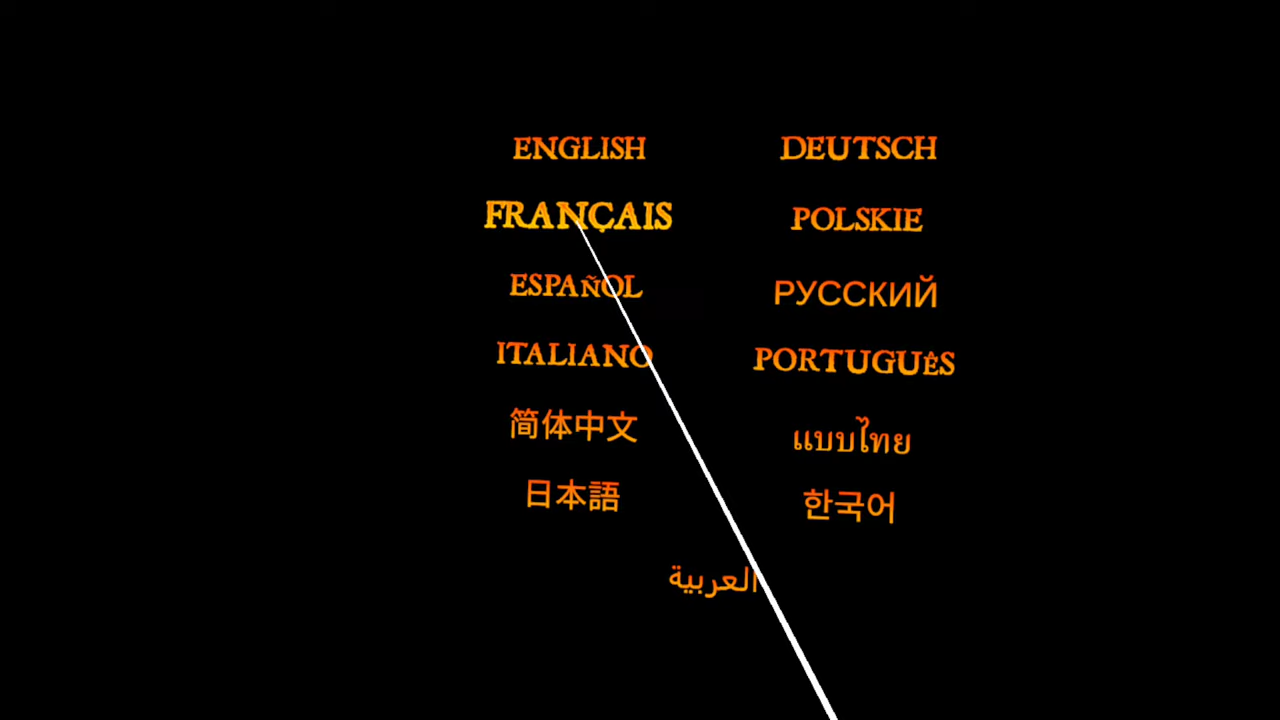 ENGLISH
DEUTSCH
FRANÇAIS
POLSKIE
ESPAÑOL
РУССКИЙ
ITALIANO
PORTUGUÊS
简体中文
แบบไทย
日本語
한국어
العربية